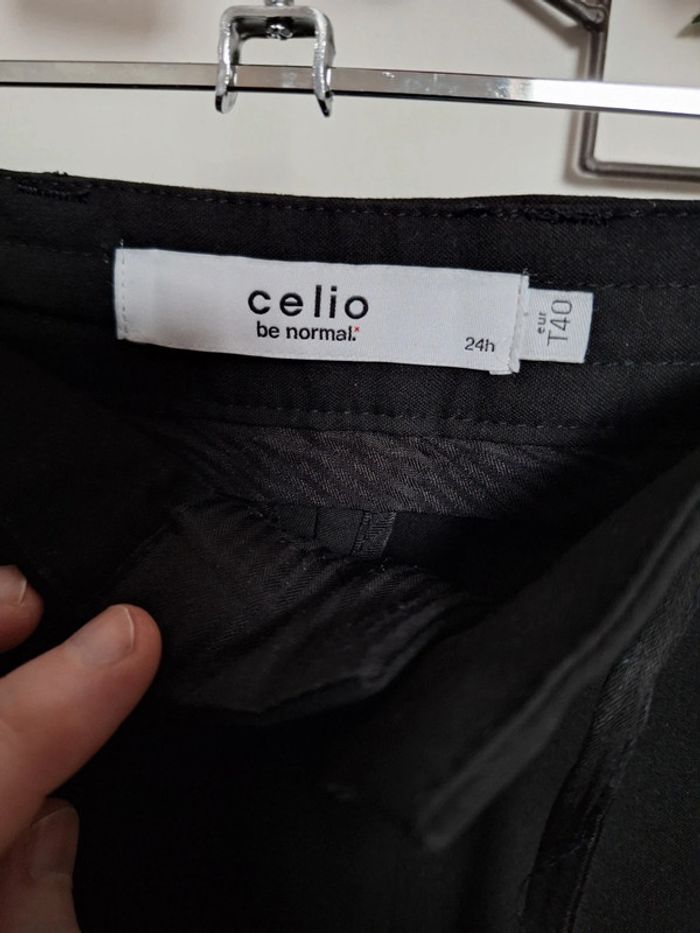 celio
be normal.*
24h
eur
T40